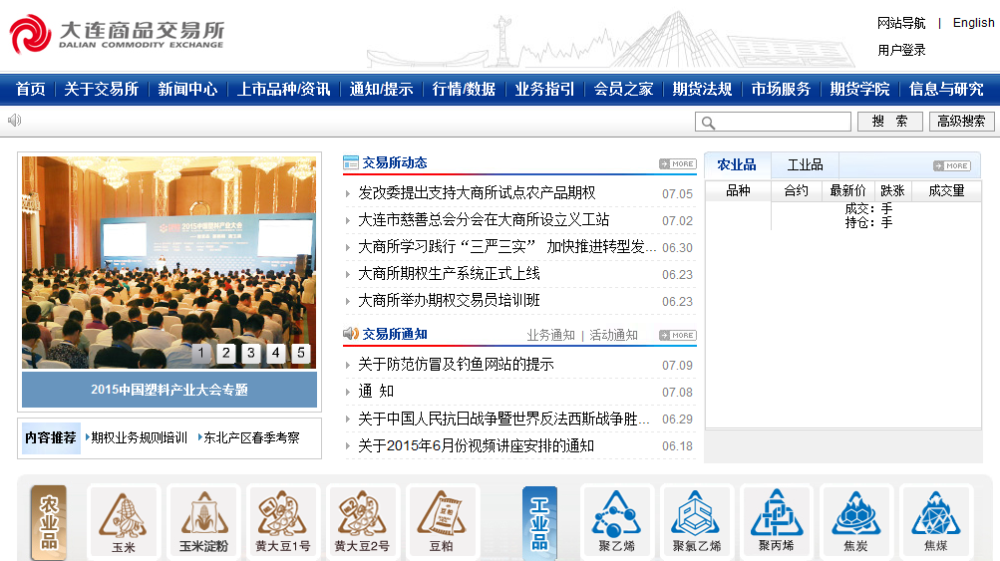 大连商品交易所
DALIAN COMMODITY EXCHANGE
网站导航 | English
用户登录
首页 关于交易所 新闻中心 上市品种/资讯 通知/提示 行情/数据 业务指引 会员之家 期货法规 市场服务 期货学院 信息与研究
搜 索 高级搜索
2015中国塑料产业大会
1 2 3 4 5
2015中国塑料产业大会专题
内容推荐 期权业务规则培训 东北产区春季考察
交易所动态 MORE
发改委提出支持大商所试点农产品期权 07.05
大连市慈善总会分会在大商所设立义工站 07.02
大商所学习践行“三严三实” 加快推进转型发... 06.30
大商所期权生产系统正式上线 06.23
大商所举办期权交易员培训班 06.23
交易所通知 业务通知 | 活动通知 MORE
关于防范仿冒及钓鱼网站的提示 07.09
通 知 07.08
关于中国人民抗日战争暨世界反法西斯战争胜... 06.29
关于2015年6月份视频讲座安排的通知 06.18
农业品 工业品 MORE
品种 合约 最新价 跌涨 成交量
成交: 手
持仓: 手
农业品 玉米 玉米淀粉 黄大豆1号 黄大豆2号 豆粕
工业品 聚乙烯 聚氯乙烯 聚丙烯 焦炭 焦煤